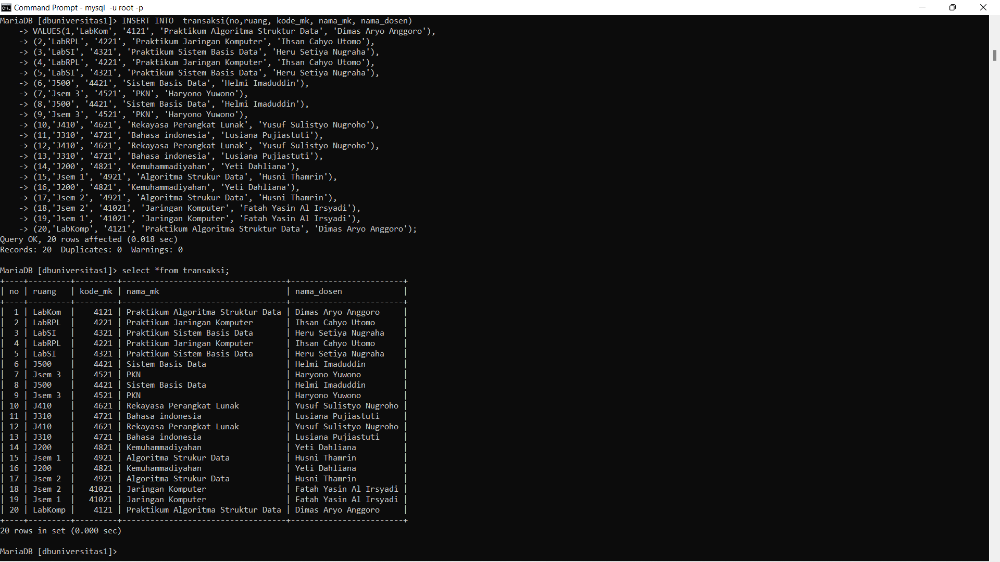 Command Prompt - mysql  -u root -p
MariaDB [dbuniversitas1]> INSERT INTO  transaksi(no,ruang, kode_mk, nama_mk, nama_dosen)
    -> VALUES(1,'LabKom', '4121', 'Praktikum Algoritma Struktur Data', 'Dimas Aryo Anggoro'),
    -> (2,'LabRPL', '4221', 'Praktikum Jaringan Komputer', 'Ihsan Cahyo Utomo'),
    -> (3,'LabSI', '4321', 'Praktikum Sistem Basis Data', 'Heru Setiya Nugraha'),
    -> (4,'LabRPL', '4221', 'Praktikum Jaringan Komputer', 'Ihsan Cahyo Utomo'),
    -> (5,'LabSI', '4321', 'Praktikum Sistem Basis Data', 'Heru Setiya Nugraha'),
    -> (6,'J500', '4421', 'Sistem Basis Data', 'Helmi Imaduddin'),
    -> (7,'Jsem 3', '4521', 'PKN', 'Haryono Yuwono'),
    -> (8,'J500', '4421', 'Sistem Basis Data', 'Helmi Imaduddin'),
    -> (9,'Jsem 3', '4521', 'PKN', 'Haryono Yuwono'),
    -> (10,'J410', '4621', 'Rekayasa Perangkat Lunak', 'Yusuf Sulistyo Nugroho'),
    -> (11,'J310', '4721', 'Bahasa indonesia', 'Lusiana Pujiastuti'),
    -> (12,'J410', '4621', 'Rekayasa Perangkat Lunak', 'Yusuf Sulistyo Nugroho'),
    -> (13,'J310', '4721', 'Bahasa indonesia', 'Lusiana Pujiastuti'),
    -> (14,'J200', '4821', 'Kemuhammadiyahan', 'Yeti Dahliana'),
    -> (15,'Jsem 1', '4921', 'Algoritma Strukur Data', 'Husni Thamrin'),
    -> (16,'J200', '4821', 'Kemuhammadiyahan', 'Yeti Dahliana'),
    -> (17,'Jsem 2', '4921', 'Algoritma Strukur Data', 'Husni Thamrin'),
    -> (18,'Jsem 2', '41021', 'Jaringan Komputer', 'Fatah Yasin Al Irsyadi'),
    -> (19,'Jsem 1', '41021', 'Jaringan Komputer', 'Fatah Yasin Al Irsyadi'),
    -> (20,'LabKomp', '4121', 'Praktikum Algoritma Struktur Data', 'Dimas Aryo Anggoro');
Query OK, 20 rows affected (0.018 sec)
Records: 20  Duplicates: 0  Warnings: 0
MariaDB [dbuniversitas1]> select *from transaksi;
+----+---------+---------+-----------------------------------+------------------------+
| no | ruang   | kode_mk | nama_mk                           | nama_dosen             |
+----+---------+---------+-----------------------------------+------------------------+
|  1 | LabKom  |    4121 | Praktikum Algoritma Struktur Data | Dimas Aryo Anggoro     |
|  2 | LabRPL  |    4221 | Praktikum Jaringan Komputer       | Ihsan Cahyo Utomo      |
|  3 | LabSI   |    4321 | Praktikum Sistem Basis Data       | Heru Setiya Nugraha    |
|  4 | LabRPL  |    4221 | Praktikum Jaringan Komputer       | Ihsan Cahyo Utomo      |
|  5 | LabSI   |    4321 | Praktikum Sistem Basis Data       | Heru Setiya Nugraha    |
|  6 | J500    |    4421 | Sistem Basis Data                 | Helmi Imaduddin        |
|  7 | Jsem 3  |    4521 | PKN                               | Haryono Yuwono         |
|  8 | J500    |    4421 | Sistem Basis Data                 | Helmi Imaduddin        |
|  9 | Jsem 3  |    4521 | PKN                               | Haryono Yuwono         |
| 10 | J410    |    4621 | Rekayasa Perangkat Lunak          | Yusuf Sulistyo Nugroho |
| 11 | J310    |    4721 | Bahasa indonesia                  | Lusiana Pujiastuti     |
| 12 | J410    |    4621 | Rekayasa Perangkat Lunak          | Yusuf Sulistyo Nugroho |
| 13 | J310    |    4721 | Bahasa indonesia                  | Lusiana Pujiastuti     |
| 14 | J200    |    4821 | Kemuhammadiyahan                  | Yeti Dahliana          |
| 15 | Jsem 1  |    4921 | Algoritma Strukur Data            | Husni Thamrin          |
| 16 | J200    |    4821 | Kemuhammadiyahan                  | Yeti Dahliana          |
| 17 | Jsem 2  |    4921 | Algoritma Strukur Data            | Husni Thamrin          |
| 18 | Jsem 2  |   41021 | Jaringan Komputer                 | Fatah Yasin Al Irsyadi |
| 19 | Jsem 1  |   41021 | Jaringan Komputer                 | Fatah Yasin Al Irsyadi |
| 20 | LabKomp |    4121 | Praktikum Algoritma Struktur Data | Dimas Aryo Anggoro     |
+----+---------+---------+-----------------------------------+------------------------+
20 rows in set (0.000 sec)
MariaDB [dbuniversitas1]>